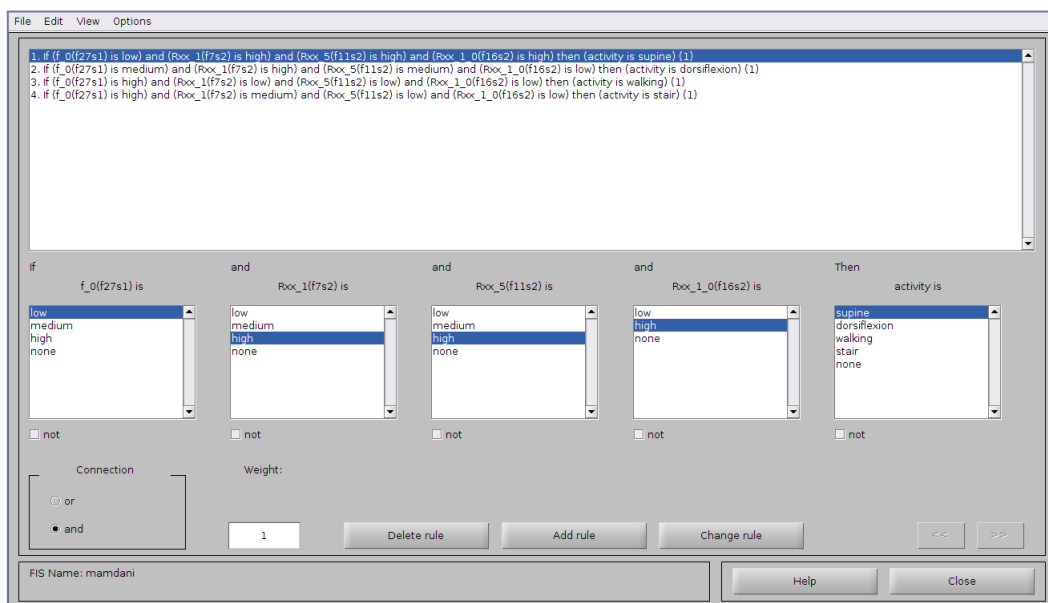 File Edit View Options
1. If (f_0(f27s1) is low) and (Rxx_1(f7s2) is high) and (Rxx_5(f11s2) is high) and (Rxx_1_0(f16s2) is high) then (activity is supine) (1)
2. If (f_0(f27s1) is medium) and (Rxx_1(f7s2) is high) and (Rxx_5(f11s2) is medium) and (Rxx_1_0(f16s2) is low) then (activity is dorsiflexion) (1)
3. If (f_0(f27s1) is high) and (Rxx_1(f7s2) is low) and (Rxx_5(f11s2) is low) and (Rxx_1_0(f16s2) is low) then (activity is walking) (1)
4. If (f_0(f27s1) is high) and (Rxx_1(f7s2) is medium) and (Rxx_5(f11s2) is low) and (Rxx_1_0(f16s2) is low) then (activity is stair) (1)
If and and and Then
f_0(f27s1) is Rxx_1(f7s2) is Rxx_5(f11s2) is Rxx_1_0(f16s2) is activity is
low low low low supine
medium medium medium high dorsiflexion
high high high none walking
none none none stair
none
not not not not not
Connection Weight:
or
and 1 Delete rule Add rule Change rule << >>
FIS Name: mamdani Help Close